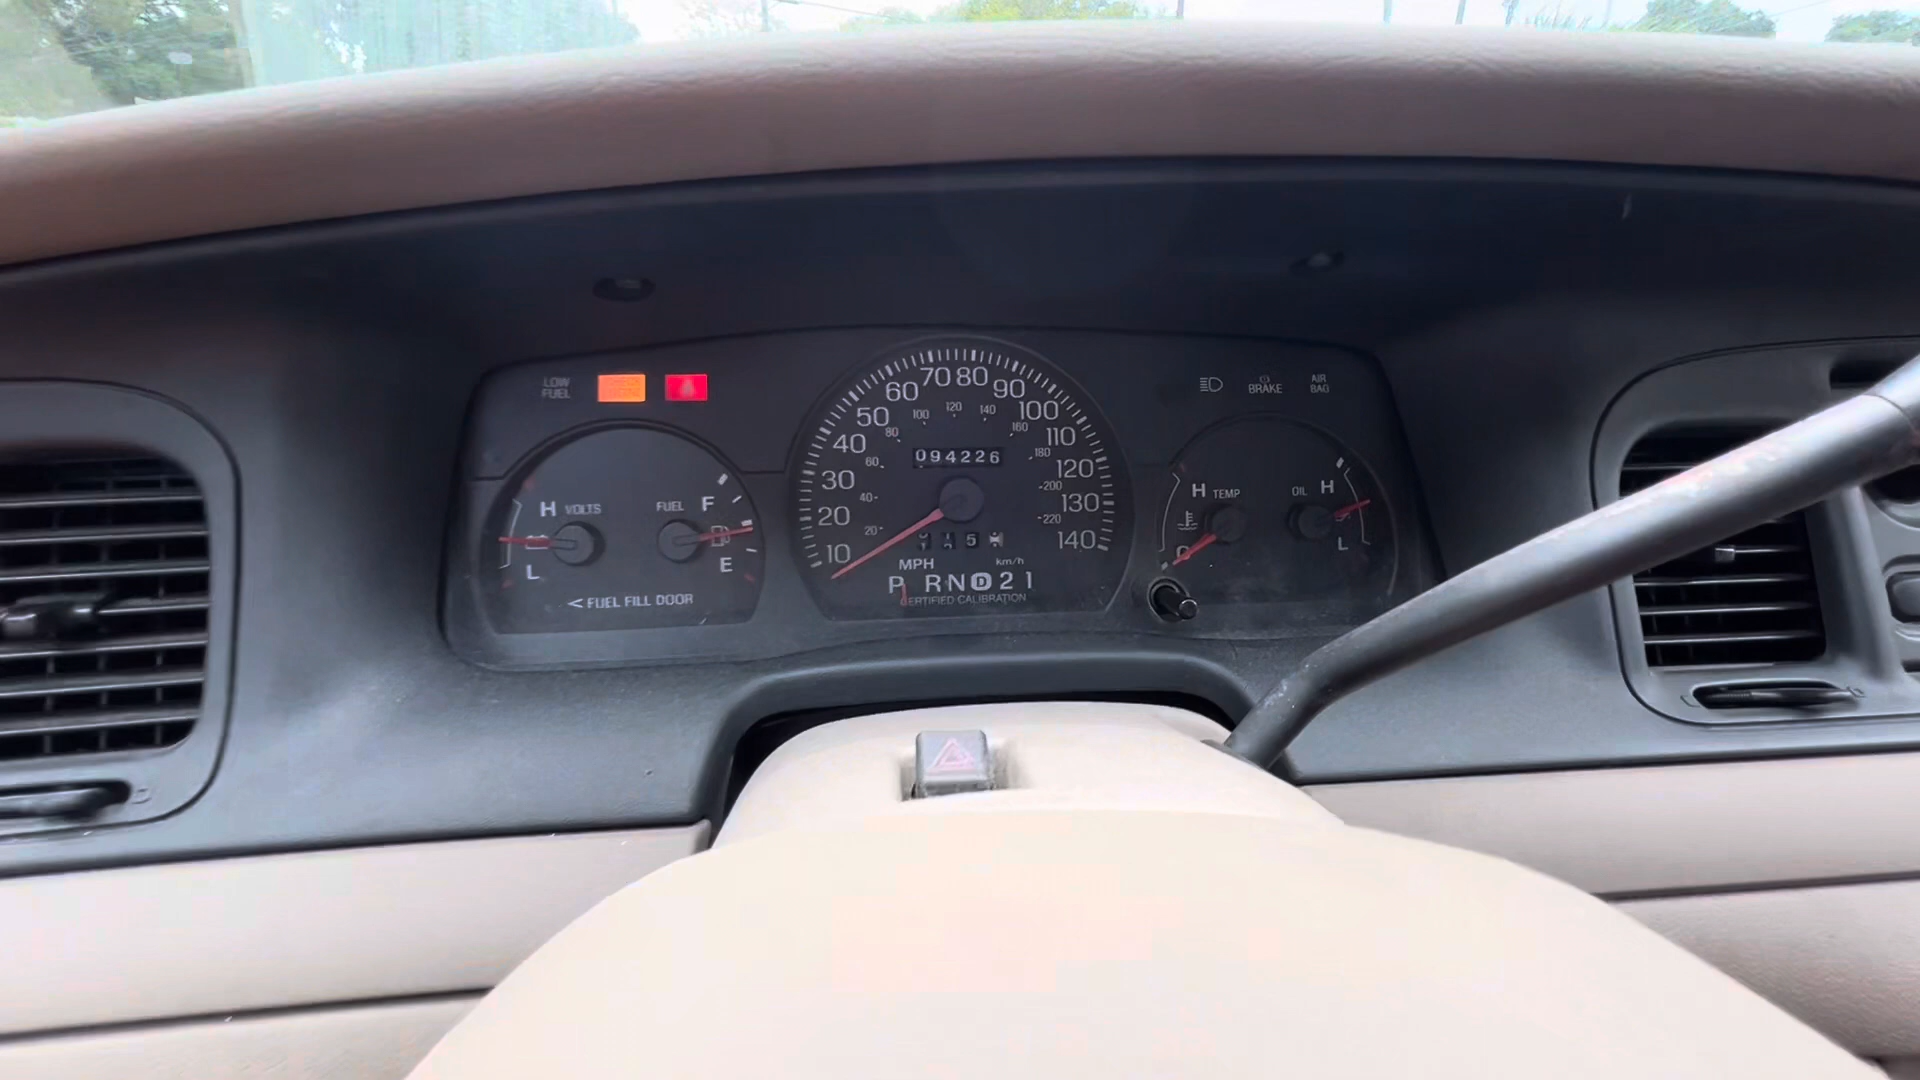 LOW
FUEL
BRAKE
AIR
BAG
H VOLTS
L
FUEL F
E
< FUEL FILL DOOR
10 20 30 40 50 60 70 80 90 100 110 120 130 140
20 40 60 80 100 120 140 160 180 200 220
094226
5
MPH
km/h
P RND21
CERTIFIED CALIBRATION
H TEMP
C
OIL H
L